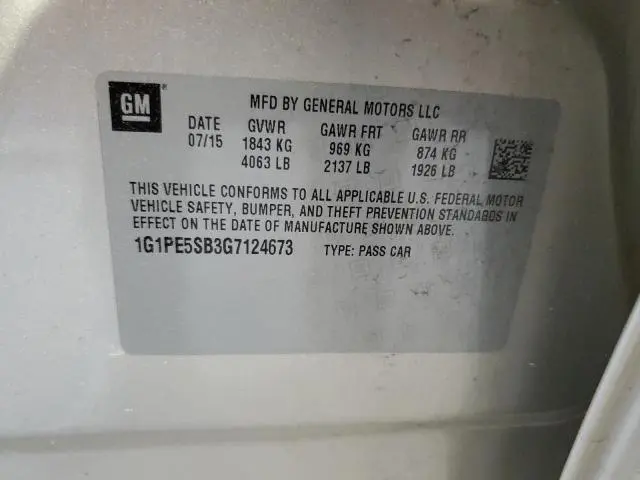 GM ®
MFD BY GENERAL MOTORS LLC
DATE GVWR GAWR FRT GAWR RR
07/15 1843 KG 969 KG 874 KG
4063 LB 2137 LB 1926 LB
THIS VEHICLE CONFORMS TO ALL APPLICABLE U.S. FEDERAL MOTOR
VEHICLE SAFETY, BUMPER, AND THEFT PREVENTION STANDARDS IN
EFFECT ON THE DATE OF MANUFACTURE SHOWN ABOVE.
1G1PE5SB3G7124673 TYPE: PASS CAR